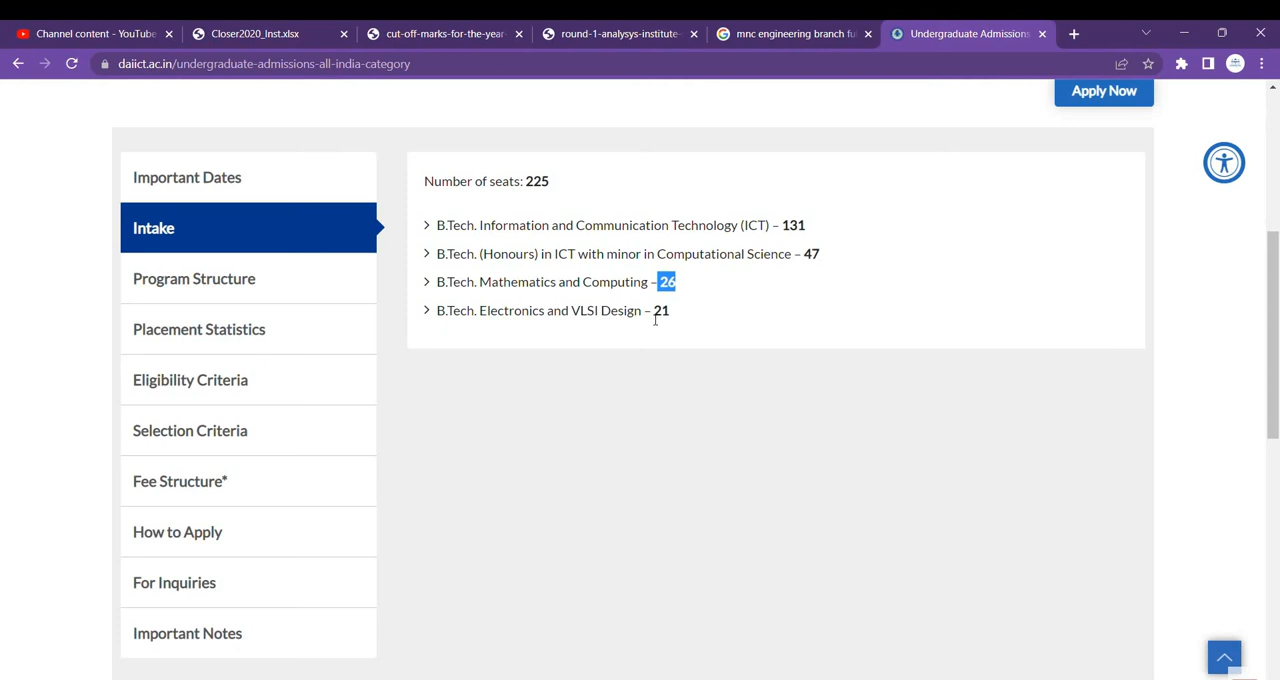 Channel content - YouTube
Closer2020_Inst.xlsx
cut-off-marks-for-the-year-
round-1-analysys-institute-
mnc engineering branch fu
Undergraduate Admissions
daiict.ac.in/undergraduate-admissions-all-india-category
Apply Now
Important Dates
Intake
Program Structure
Placement Statistics
Eligibility Criteria
Selection Criteria
Fee Structure*
How to Apply
For Inquiries
Important Notes
Number of seats: 225
B.Tech. Information and Communication Technology (ICT) – 131
B.Tech. (Honours) in ICT with minor in Computational Science – 47
B.Tech. Mathematics and Computing – 26
B.Tech. Electronics and VLSI Design – 21